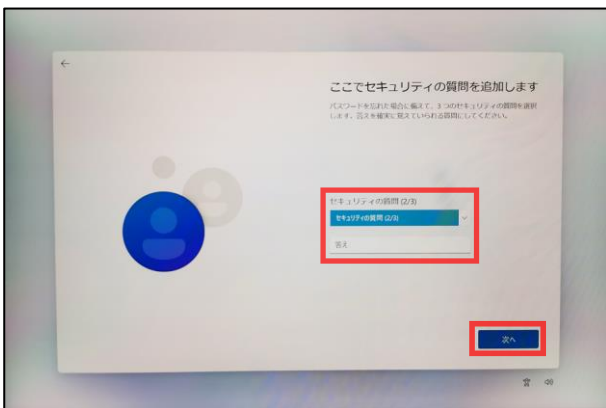 ここでセキュリティの質問を追加します
パスワードを忘れた場合に備えて、3 つのセキュリティの質問を選択
します。答えを確実に覚えていられる質問にしてください。
セキュリティの質問 (2/3)
セキュリティの質問 (2/3)
答え
次へ